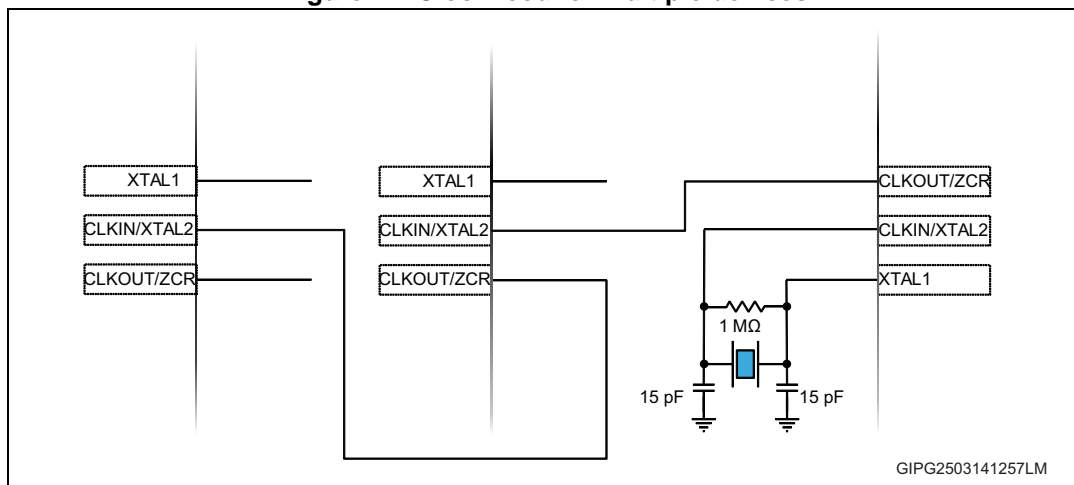 XTAL1
CLKIN/XTAL2
CLKOUT/ZCR
XTAL1
CLKIN/XTAL2
CLKOUT/ZCR
CLKOUT/ZCR
CLKIN/XTAL2
XTAL1
1 MΩ
15 pF
15 pF
GIPG2503141257LM